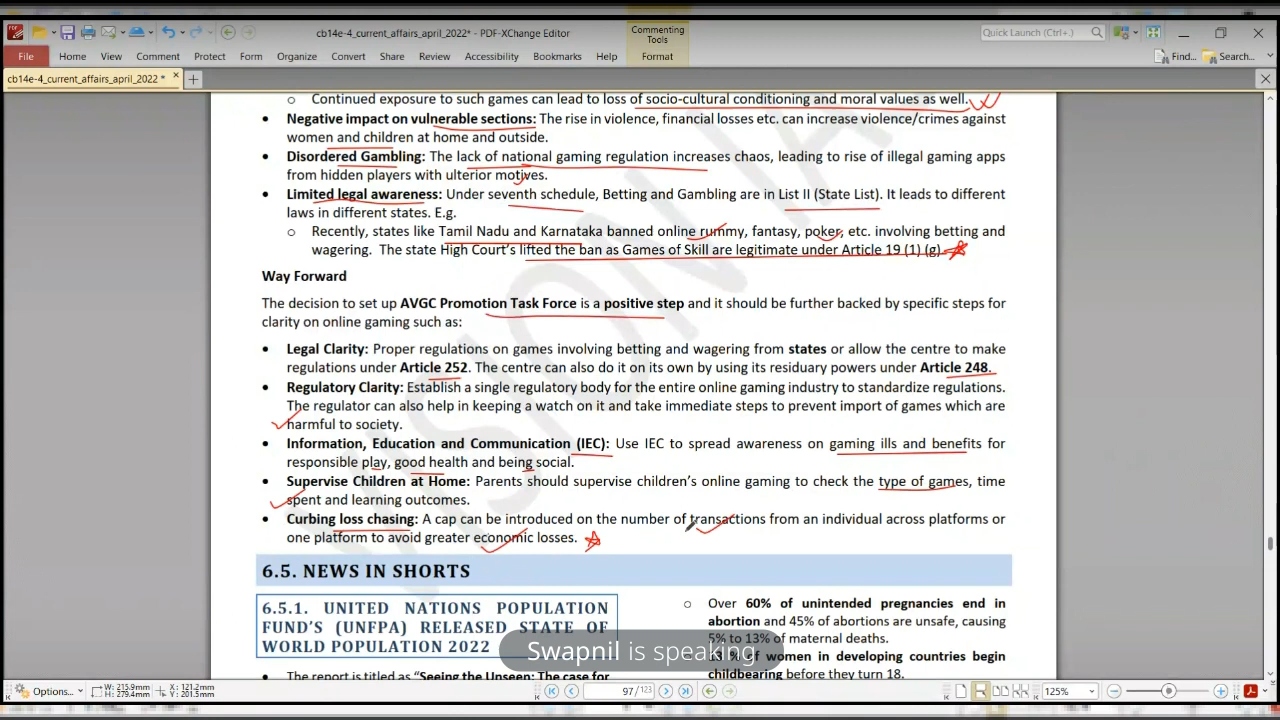 cb14e-4_current_affairs_april_2022* - PDF-XChange Editor
Commenting Tools
Quick Launch (Ctrl+.)
File Home View Comment Protect Form Organize Convert Share Review Accessibility Bookmarks Help Format Find... Search...
cb14e-4_current_affairs_april_2022 *
o Continued exposure to such games can lead to loss of socio-cultural conditioning and moral values as well.
• Negative impact on vulnerable sections: The rise in violence, financial losses etc. can increase violence/crimes against
women and children at home and outside.
• Disordered Gambling: The lack of national gaming regulation increases chaos, leading to rise of illegal gaming apps
from hidden players with ulterior motives.
• Limited legal awareness: Under seventh schedule, Betting and Gambling are in List II (State List). It leads to different
laws in different states. E.g.
o Recently, states like Tamil Nadu and Karnataka banned online rummy, fantasy, poker, etc. involving betting and
wagering. The state High Court's lifted the ban as Games of Skill are legitimate under Article 19 (1) (g)
Way Forward
The decision to set up AVGC Promotion Task Force is a positive step and it should be further backed by specific steps for
clarity on online gaming such as:
• Legal Clarity: Proper regulations on games involving betting and wagering from states or allow the centre to make
regulations under Article 252. The centre can also do it on its own by using its residuary powers under Article 248.
• Regulatory Clarity: Establish a single regulatory body for the entire online gaming industry to standardize regulations.
The regulator can also help in keeping a watch on it and take immediate steps to prevent import of games which are
harmful to society.
• Information, Education and Communication (IEC): Use IEC to spread awareness on gaming ills and benefits for
responsible play, good health and being social.
• Supervise Children at Home: Parents should supervise children's online gaming to check the type of games, time
spent and learning outcomes.
• Curbing loss chasing: A cap can be introduced on the number of transactions from an individual across platforms or
one platform to avoid greater economic losses.
6.5. NEWS IN SHORTS
6.5.1. UNITED NATIONS POPULATION
FUND'S (UNFPA) RELEASED STATE OF
WORLD POPULATION 2022
• The report is titled as "Seeing the Unseen: The case for
o Over 60% of unintended pregnancies end in
abortion and 45% of abortions are unsafe, causing
5% to 13% of maternal deaths.
of women in developing countries begin
childbearing before they turn 18.
Swapnil is speaking
VISION IA
Options... W: 215.9mm H: 279.4mm X: 121.2mm Y: 201.5mm 97 /123 125%